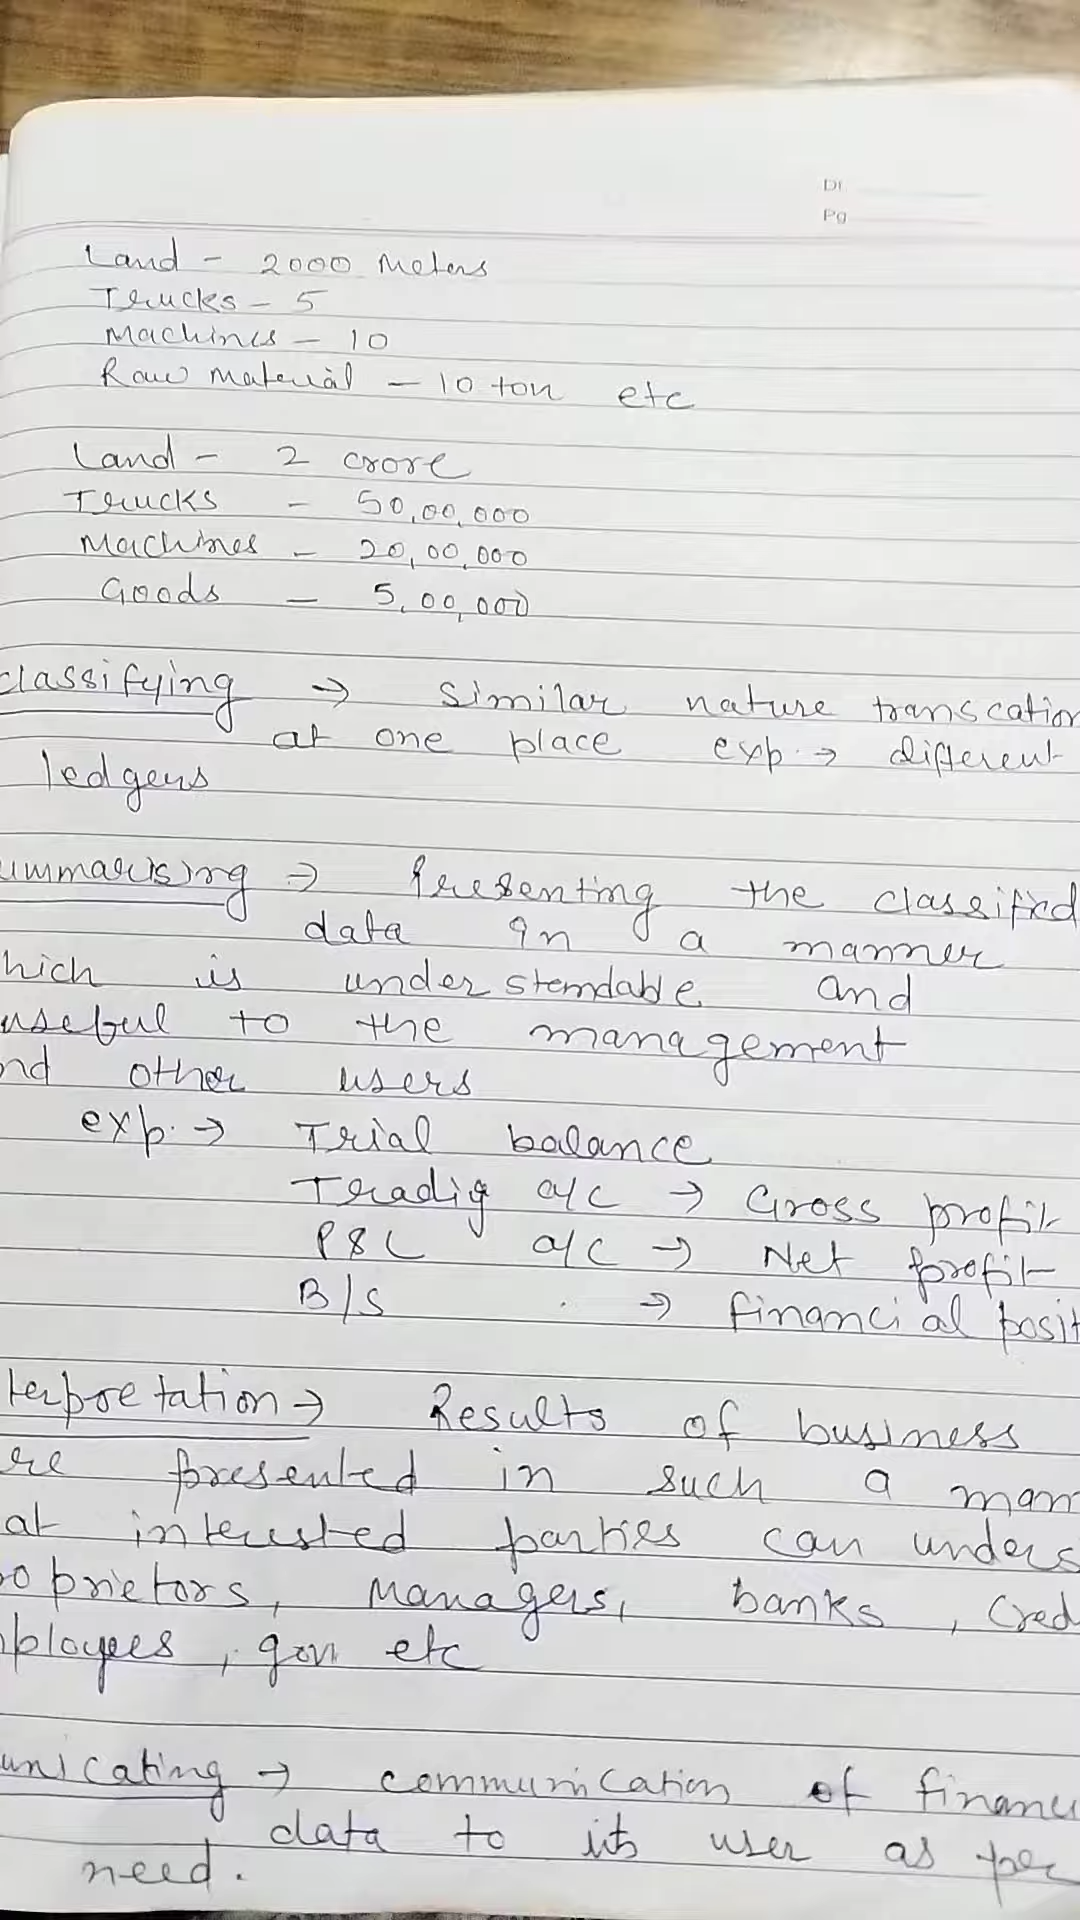 Dt
Pg
Land - 2000 Meters
Trucks - 5
Machines - 10
Raw Material - 10 ton etc
Land - 2 crore
Trucks - 50,00,000
Machines - 20,00,000
Goods - 5,00,000
classifying → Similar nature transcation
at one place exp. → different
ledgers
ummarising → Presenting the classified
data in a manner
hich is understandable and
useful to the management
nd other users
exp. → Trial balance
Tradig a/c → Gross profit
P&L a/c → Net profit
B/S → financial posit
terpretation → Results of business
re presented in such a man
at interested parties can unders
oprietors, Managers, banks, Cred
ployees, gov etc
unicating → communication of financi
data to its user as per
need.